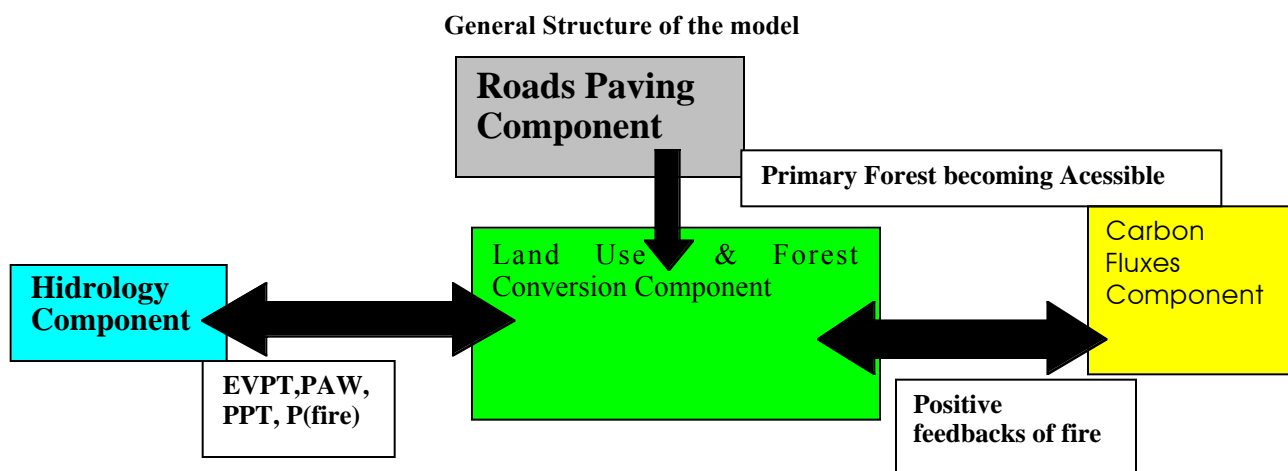 General Structure of the model
Roads Paving
Component
Primary Forest becoming Acessible
Land Use & Forest
Conversion Component
Carbon
Fluxes
Component
Hidrology
Component
EVPT,PAW,
PPT, P(fire)
Positive
feedbacks of fire